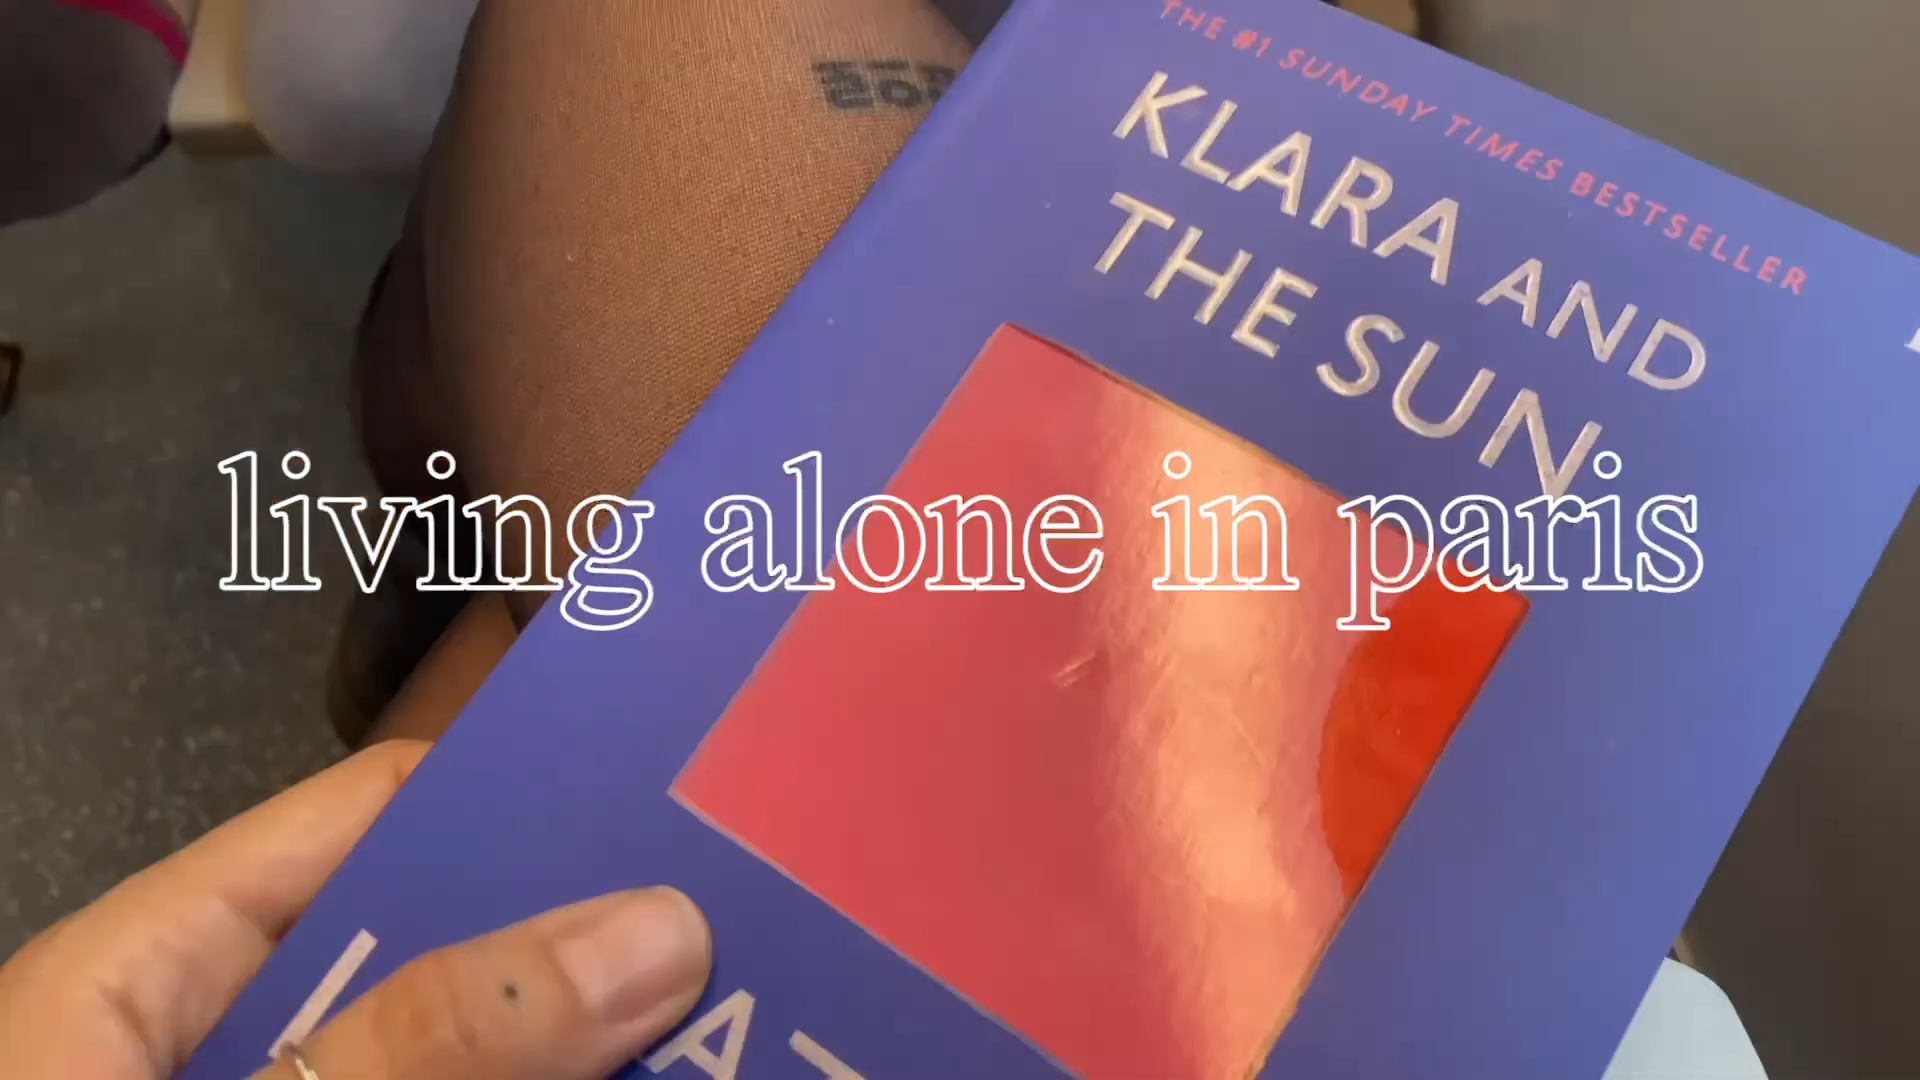 THE #1 SUNDAY TIMES BESTSELLER
KLARA AND
THE SUN
living alone in paris